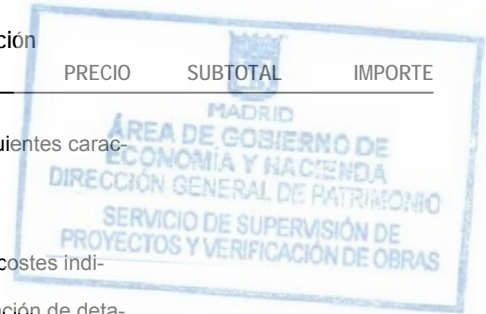 ción
PRECIO SUBTOTAL IMPORTE
MADRID
ÁREA DE GOBIERNO DE
ECONOMÍA Y HACIENDA
DIRECCIÓN GENERAL DE PATRIMONIO
SERVICIO DE SUPERVISIÓN DE
PROYECTOS Y VERIFICACIÓN DE OBRAS
uientes carac-
costes indi-
ación de deta-